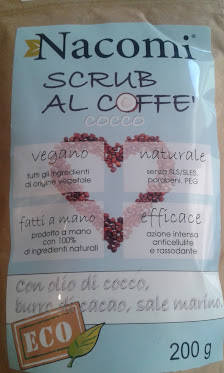 Nacomi®
SCRUB
AL COFFE'
COCCO
vegano
tutti gli ingredienti
di origine vegetale
naturale
senza SLS/SLES,
parabeni, PEG
fatti a mano
prodotto a mano
con 100%
di ingredienti naturali
efficace
azione intensa
anticellulite
e rassodante
Con olio di cocco,
burro di cacao, sale marino.
ECO
200 g